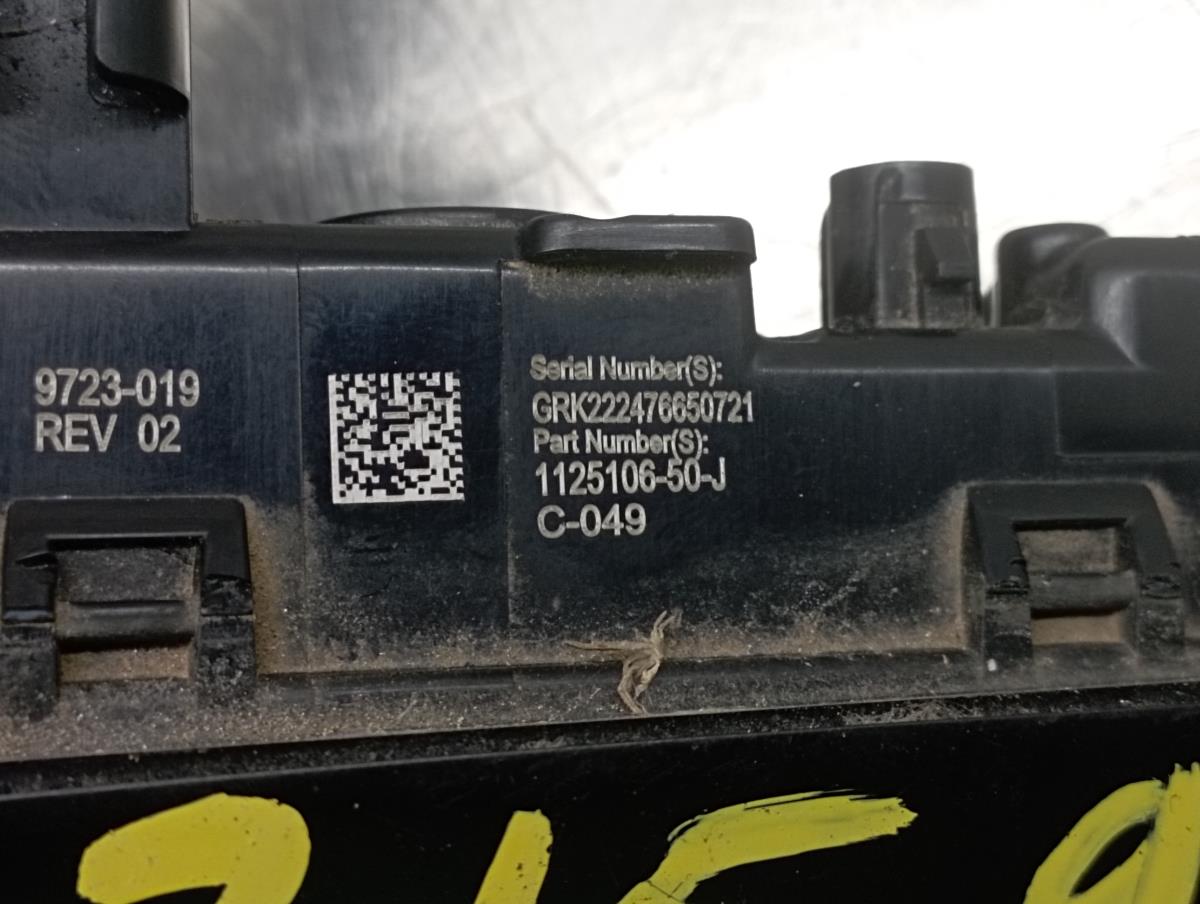 9723-019
REV 02
Serial Number(S):
GRK222476650721
Part Number(S):
1125106-50-J
C-049